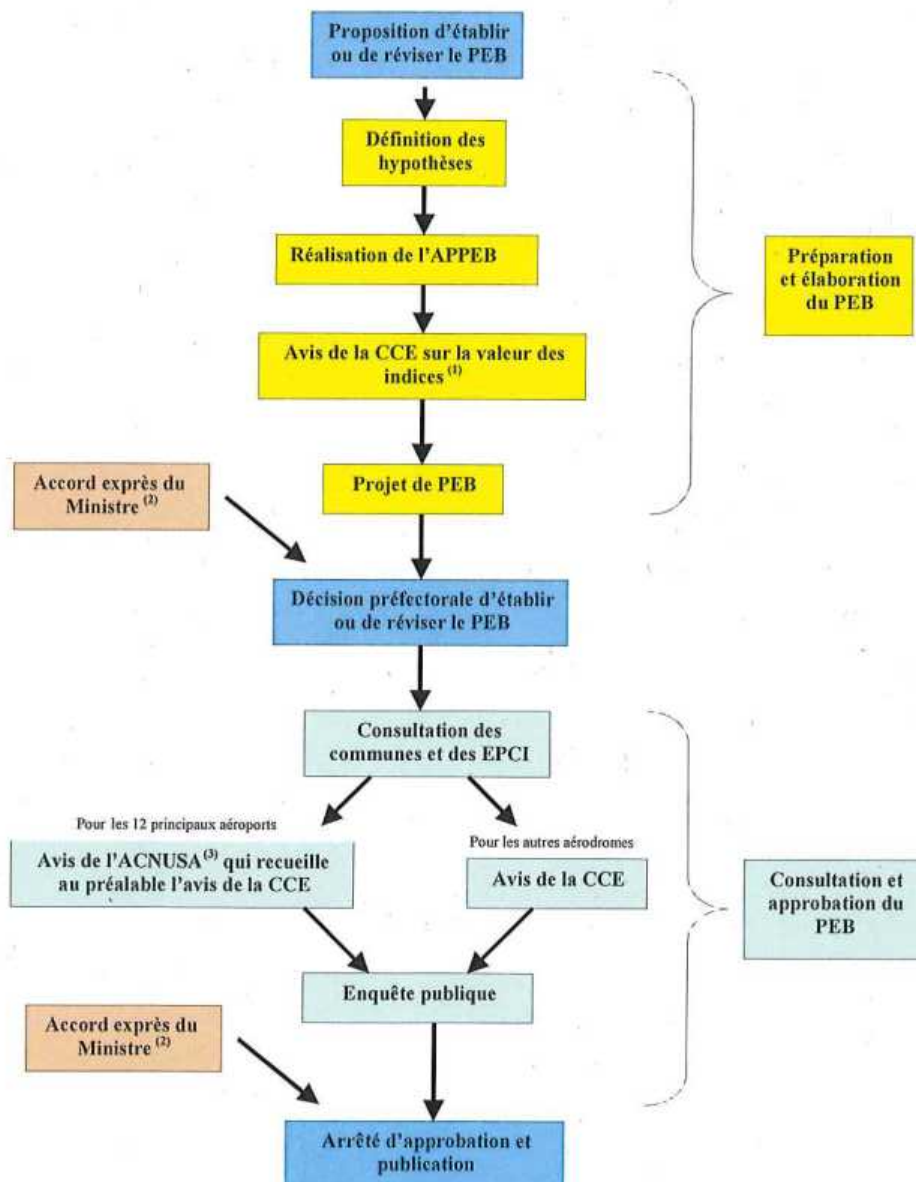 Proposition d'établir
ou de réviser le PEB
Définition des
hypothèses
Réalisation de l'APPEB
Préparation
et élaboration
du PEB
Avis de la CCE sur la valeur des
indices (1)
Accord exprès du
Ministre (2)
Projet de PEB
Décision préfectorale d'établir
ou de réviser le PEB
Consultation des
communes et des EPCI
Pour les 12 principaux aéroports
Avis de l'ACNUSA(3) qui recueille
au préalable l'avis de la CCE
Pour les autres aérodromes
Avis de la CCE
Consultation et
approbation du
PEB
Enquête publique
Accord exprès du
Ministre (2)
Arrêté d'approbation et
publication